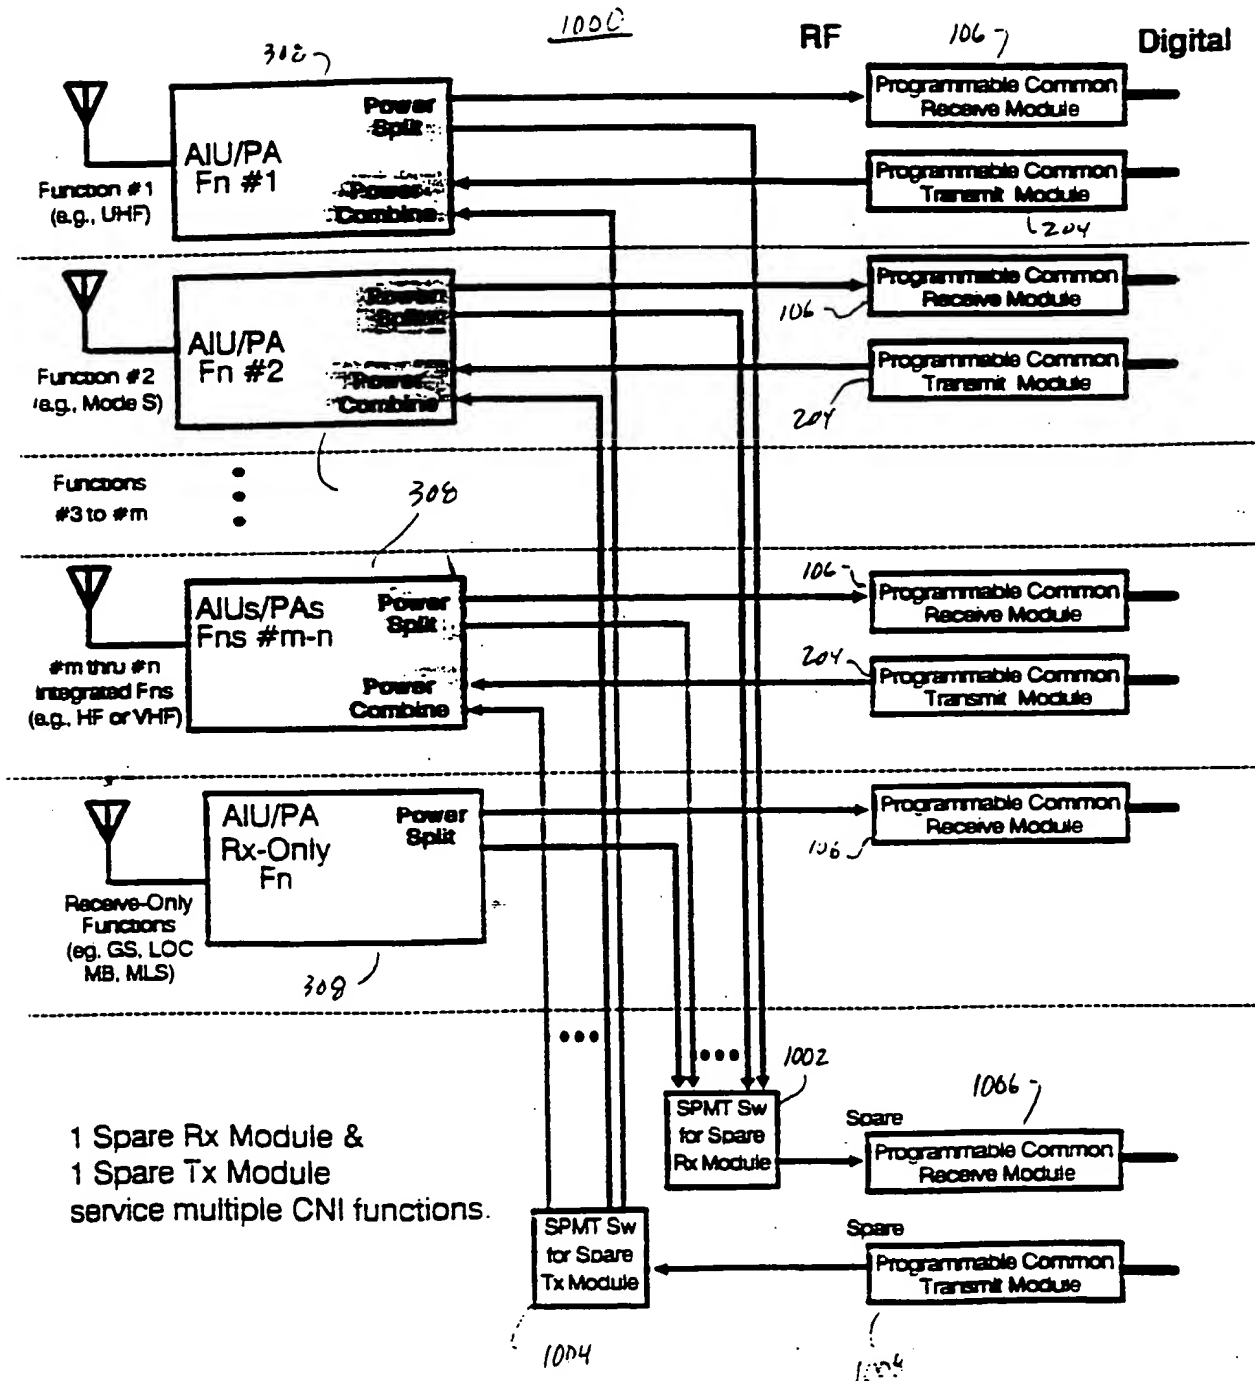 1000
RF
106
Digital
308
Power
Split
AIU/PA
Fn #1
Power
Combine
Function #1
(e.g., UHF)
Programmable Common
Receive Module
Programmable Common
Transmit Module
204
Power
Split
AIU/PA
Fn #2
Power
Combine
Function #2
(e.g., Mode S)
Programmable Common
Receive Module
106
Programmable Common
Transmit Module
204
Functions
#3 to #m
308
AIUs/PAs
Fns #m-n
Power
Split
Power
Combine
#m thru #n
Integrated Fns
(e.g., HF or VHF)
106
Programmable Common
Receive Module
204
Programmable Common
Transmit Module
AIU/PA
Rx-Only
Fn
Power
Split
Receive-Only
Functions
(eg, GS, LOC
MB, MLS)
308
Programmable Common
Receive Module
106
1002
1006
SPMT Sw
for Spare
Rx Module
Spare
Programmable Common
Receive Module
1 Spare Rx Module &
1 Spare Tx Module
service multiple CNI functions.
SPMT Sw
for Spare
Tx Module
Spare
Programmable Common
Transmit Module
1004